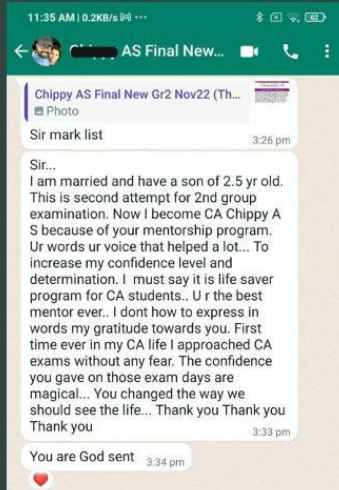 11:35 AM | 0.2KB/s
62
AS Final New...
Chippy AS Final New Gr2 Nov22 (Th...
Photo
Sir mark list
3:26 pm
Sir...
I am married and have a son of 2.5 yr old.
This is second attempt for 2nd group
examination. Now I become CA Chippy A
S because of your mentorship program.
Ur words ur voice that helped a lot... To
increase my confidence level and
determination. I must say it is life saver
program for CA students.. U r the best
mentor ever.. I dont how to express in
words my gratitude towards you. First
time ever in my CA life I approached CA
exams without any fear. The confidence
you gave on those exam days are
magical... You changed the way we
should see the life... Thank you Thank you
Thank you
3:33 pm
You are God sent
3:34 pm